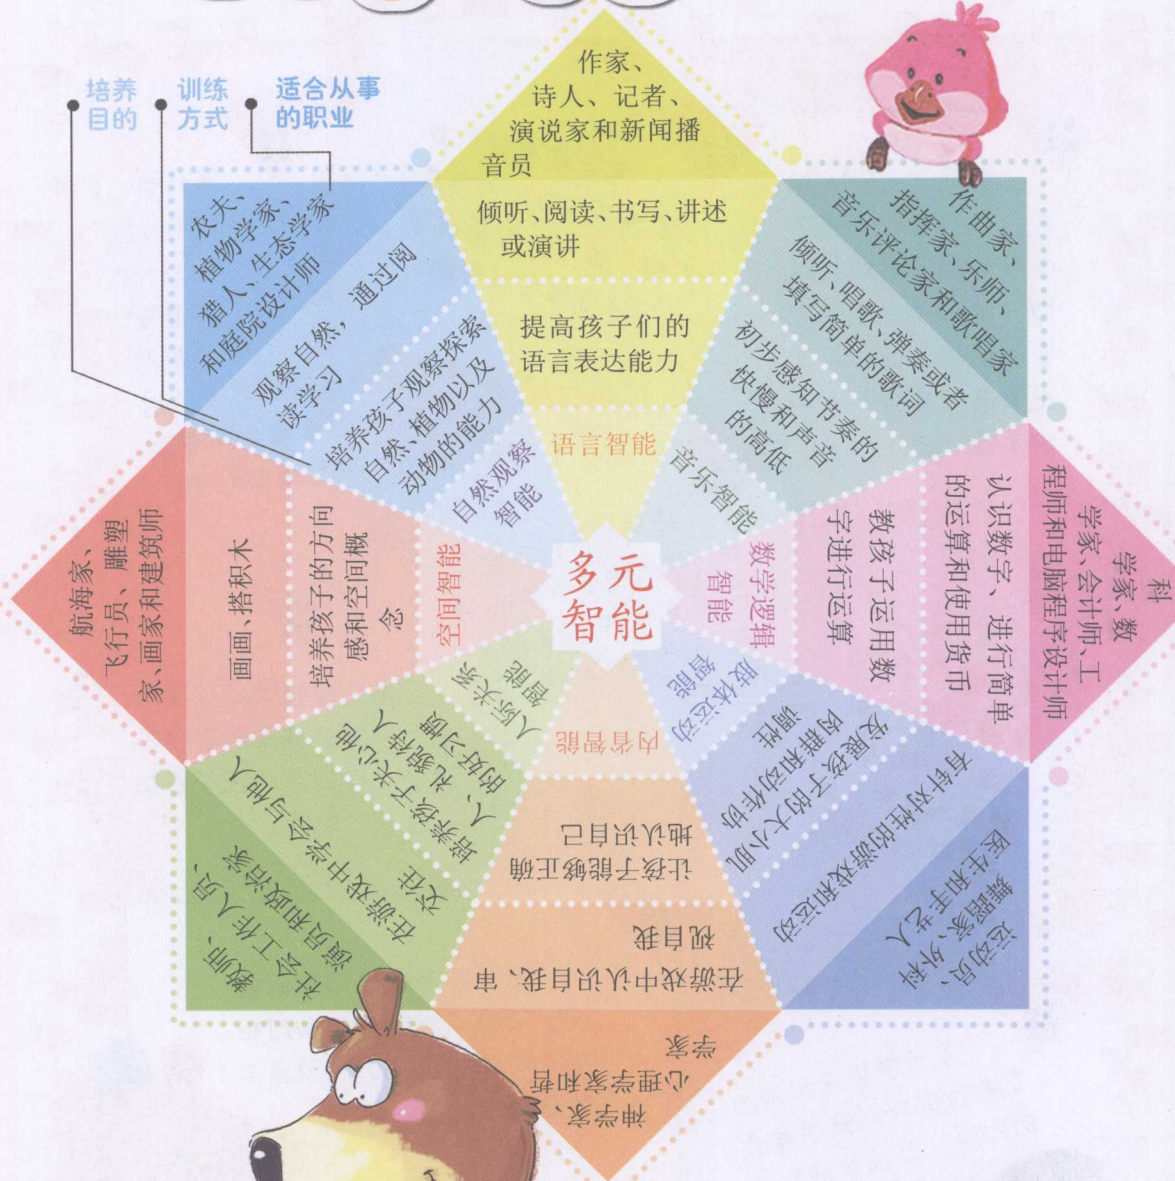 培养
目的
训练
方式
适合从事
的职业
作家、
诗人、记者、
演说家和新闻播
音员
倾听、阅读、书写、讲述
或演讲
提高孩子们的
语言表达能力
语言智能
作曲家、
指挥家、乐师、
音乐评论家和歌唱家
倾听、唱歌、弹奏或者
填写简单的歌词
初步感知节奏的
快慢和声音
的高低
音乐智能
科
学家、数
学家、会计师、工
程师和电脑程序设计师
认识数字、进行简单
的运算和使用货币
教孩子运用数
字进行运算
数学逻辑
智能
运动员、
舞蹈家、外科
医生和手艺人
有针对性的游戏和运动
发展孩子的大小肌
肉群和动作协
调性
肢体运动
智能
神学家、
心理学家和哲
学家
在游戏中认识自我、审
视自我
让孩子能够正确
地认识自己
内省智能
教师、
社会工作人员、
演员和政治家
在游戏中学会与他人
交往
培养孩子关心他
人、礼貌待人
的好习惯
人际关系
智能
航海家、
飞行员、雕塑
家、画家和建筑师
画画、搭积木
培养孩子的方向
感和空间概
念
空间智能
农夫、
植物学家、
猎人、生态学家
和庭院设计师
观察自然，通过阅
读学习
培养孩子观察探索
自然、植物以及
动物的能力
自然观察
智能
多元
智能